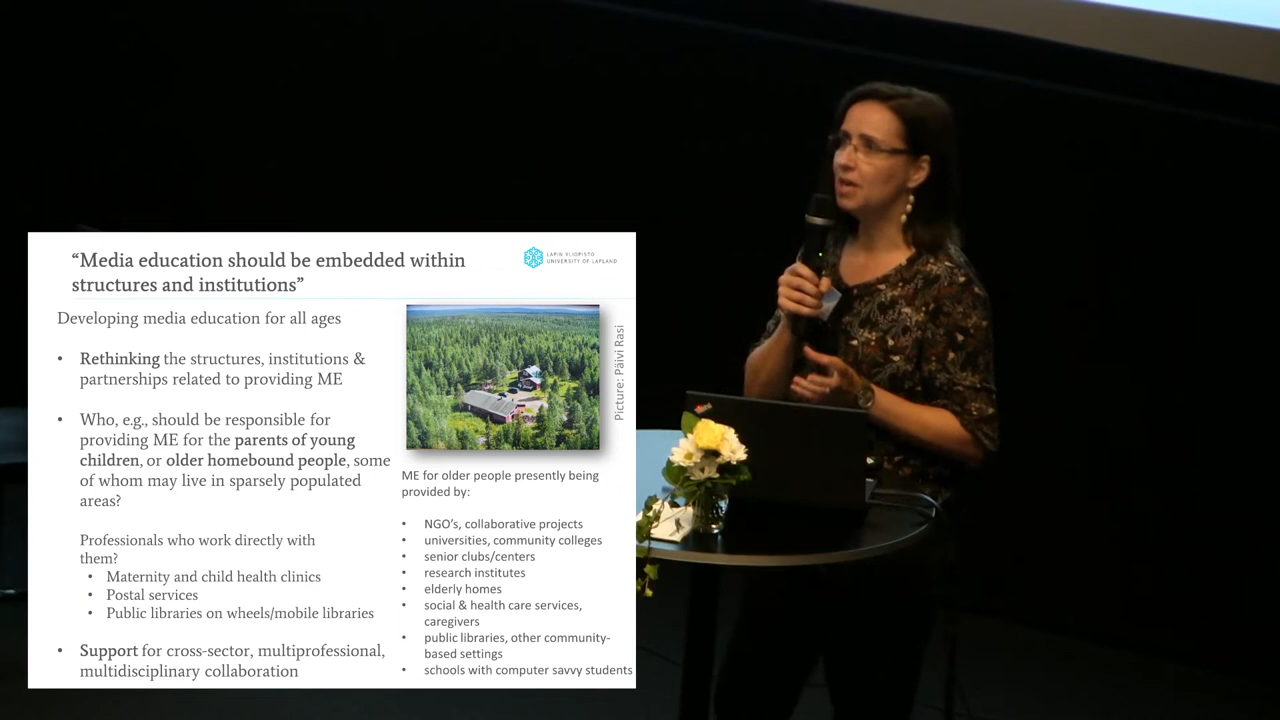 “Media education should be embedded within
structures and institutions”
LAPIN YLIOPISTO
UNIVERSITY OF LAPLAND
Developing media education for all ages
• Rethinking the structures, institutions &
partnerships related to providing ME
• Who, e.g., should be responsible for
providing ME for the parents of young
children, or older homebound people, some
of whom may live in sparsely populated
areas?
Professionals who work directly with
them?
• Maternity and child health clinics
• Postal services
• Public libraries on wheels/mobile libraries
• Support for cross-sector, multiprofessional,
multidisciplinary collaboration
Picture: Päivi Rasi
ME for older people presently being
provided by:
• NGO’s, collaborative projects
• universities, community colleges
• senior clubs/centers
• research institutes
• elderly homes
• social & health care services,
caregivers
• public libraries, other community-
based settings
• schools with computer savvy students